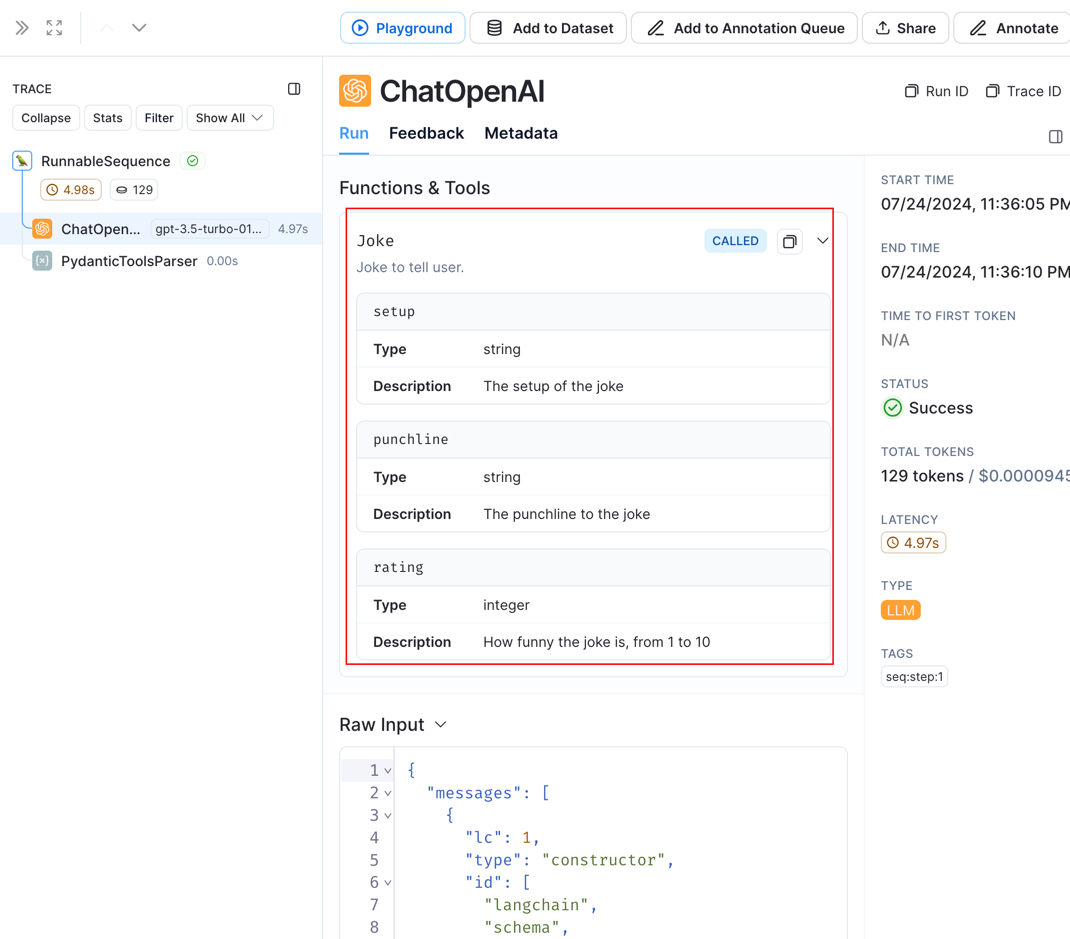 Playground
Add to Dataset
Add to Annotation Queue
Share
Annotate
TRACE
Collapse
Stats
Filter
Show All
RunnableSequence
4.98s
129
ChatOpen...
gpt-3.5-turbo-01...
4.97s
PydanticToolsParser
0.00s
ChatOpenAI
Run ID
Trace ID
Run
Feedback
Metadata
Functions & Tools
Joke
CALLED
Joke to tell user.
setup
Type string
Description The setup of the joke
punchline
Type string
Description The punchline to the joke
rating
Type integer
Description How funny the joke is, from 1 to 10
Raw Input
1 {
2 "messages": [
3 {
4 "lc": 1,
5 "type": "constructor",
6 "id": [
7 "langchain",
8 "schema",
START TIME
07/24/2024, 11:36:05 PM
END TIME
07/24/2024, 11:36:10 PM
TIME TO FIRST TOKEN
N/A
STATUS
Success
TOTAL TOKENS
129 tokens / $0.0000945
LATENCY
4.97s
TYPE
LLM
TAGS
seq:step:1